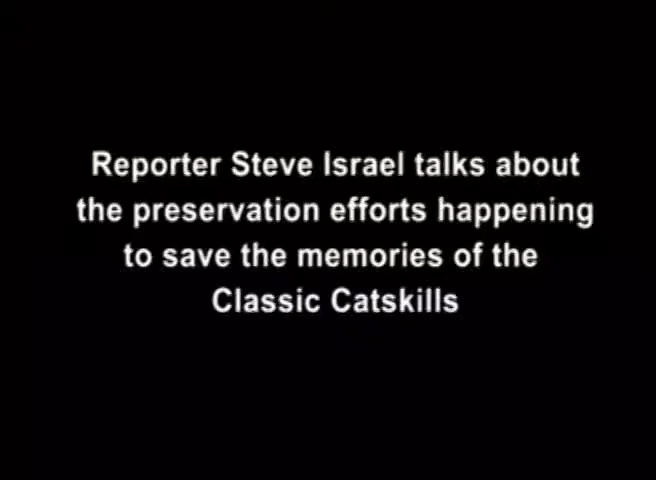 Reporter Steve Israel talks about
the preservation efforts happening
to save the memories of the
Classic Catskills